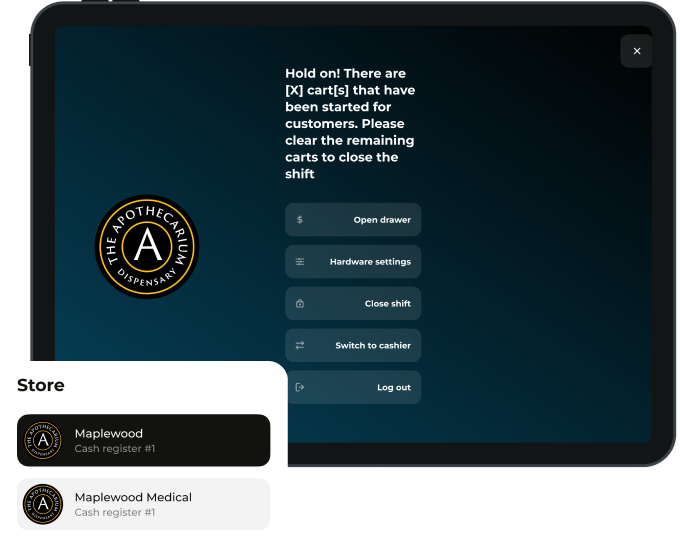 Hold on! There are
[X] cart[s] that have
been started for
customers. Please
clear the remaining
carts to close the
shift
$
Open drawer
Hardware settings
Close shift
Switch to cashier
Log out
THE APOTHECARIUM
A
DISPENSARY
Store
THE APOTHECARIUM
A
DISPENSARY
Maplewood
Cash register #1
THE APOTHECARIUM
A
DISPENSARY
Maplewood Medical
Cash register #1